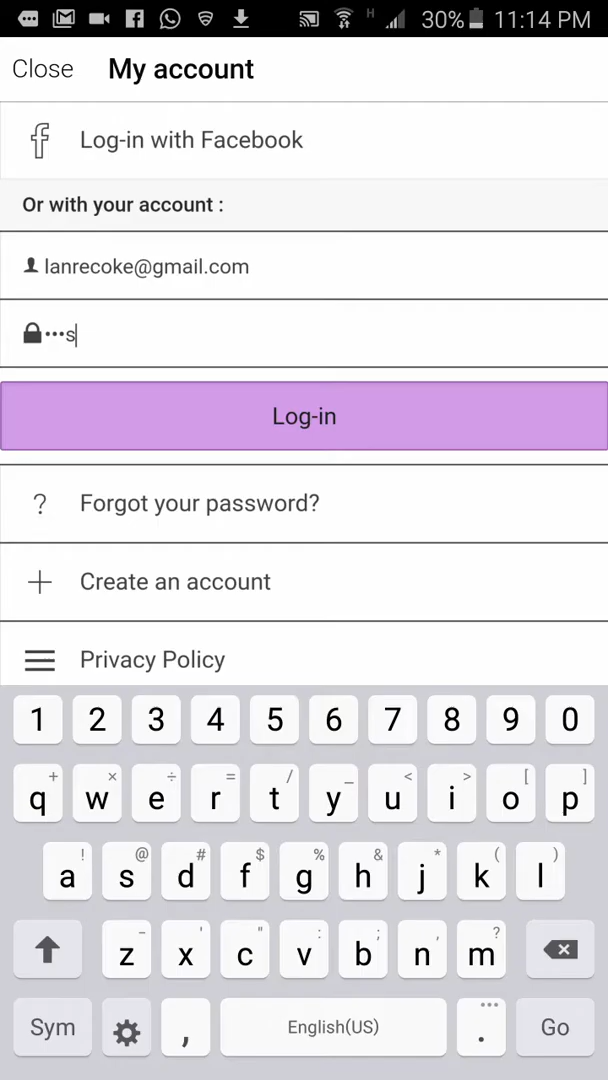 H 30% 11:14 PM
Close My account
Log-in with Facebook
Or with your account :
lanrecoke@gmail.com
•••s
Log-in
? Forgot your password?
+ Create an account
Privacy Policy
1 2 3 4 5 6 7 8 9 0
+ × ÷ = / _ < > [ ]
q w e r t y u i o p
! @ # $ % & * ( )
a s d f g h j k l
- ' " : ; , ?
z x c v b n m
Sym , English(US) . Go